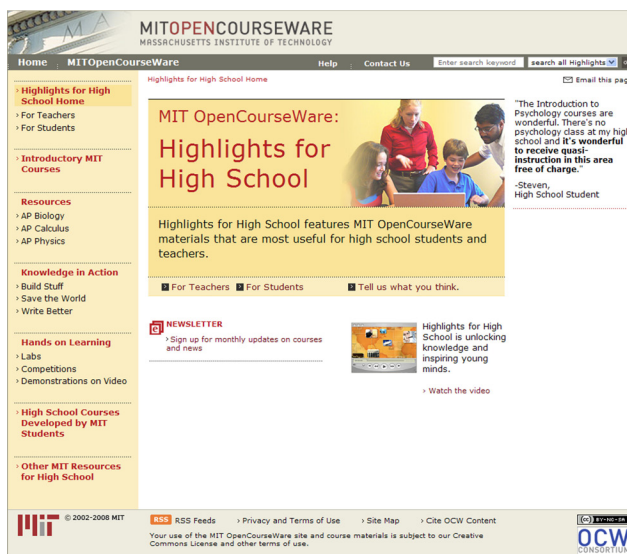 MITOPENCOURSEWARE
MASSACHUSETTS INSTITUTE OF TECHNOLOGY
Home MITOpenCourseWare Help Contact Us Enter search keyword search all Highlights
Highlights for High School Home
Email this pag
› Highlights for High
School Home
› For Teachers
› For Students
› Introductory MIT
Courses
Resources
› AP Biology
› AP Calculus
› AP Physics
Knowledge in Action
› Build Stuff
› Save the World
› Write Better
Hands on Learning
› Labs
› Competitions
› Demonstrations on Video
› High School Courses
Developed by MIT
Students
› Other MIT Resources
for High School
MIT OpenCourseWare:
Highlights for
High School
Highlights for High School features MIT OpenCourseWare
materials that are most useful for high school students and
teachers.
For Teachers For Students Tell us what you think.
NEWSLETTER
› Sign up for monthly updates on courses
and news
Highlights for High
School is unlocking
knowledge and
inspiring young
minds.
› Watch the video
"The Introduction to
Psychology courses are
wonderful. There's no
psychology class at my high
school and it's wonderful
to receive quasi-
instruction in this area
free of charge."
-Steven,
High School Student
© 2002-2008 MIT
RSS RSS Feeds › Privacy and Terms of Use › Site Map › Cite OCW Content
Your use of the MIT OpenCourseWare site and course materials is subject to our Creative
Commons License and other terms of use.
(cc) BY-NC-SA
OCW
CONSORTIUM